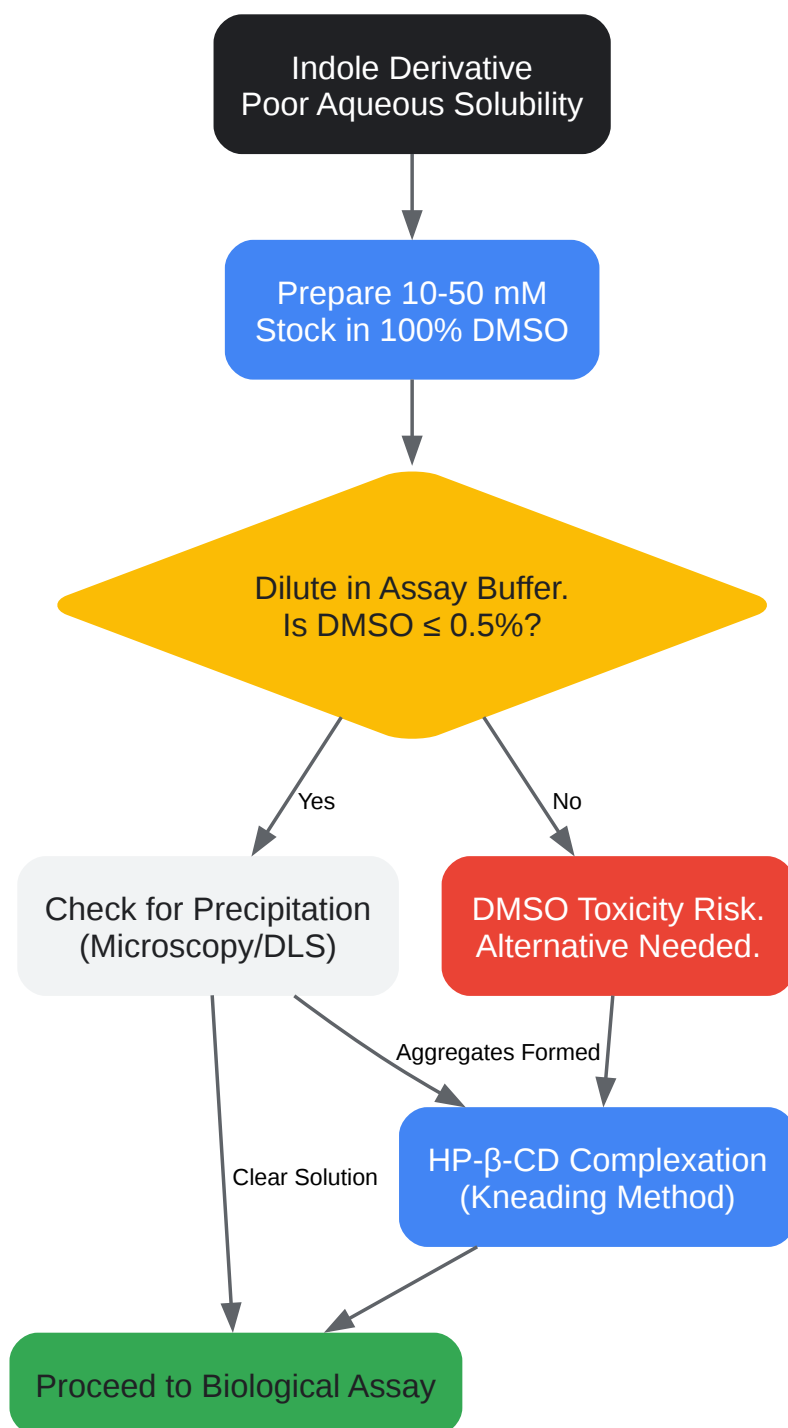 Indole Derivative
Poor Aqueous Solubility
Prepare 10-50 mM
Stock in 100% DMSO
Dilute in Assay Buffer.
Is DMSO ≤ 0.5%?
Yes
No
Check for Precipitation
(Microscopy/DLS)
DMSO Toxicity Risk.
Alternative Needed.
Aggregates Formed
HP-β-CD Complexation
(Kneading Method)
Clear Solution
Proceed to Biological Assay